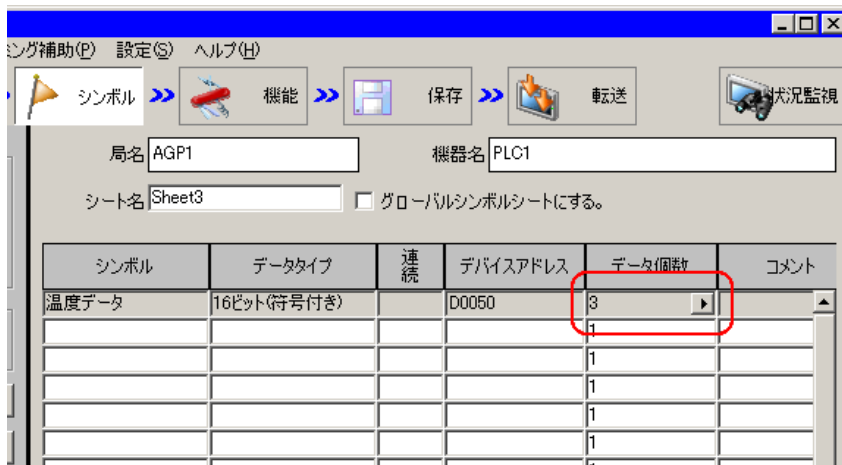 ミング補助(P) 設定(S) ヘルプ(H)
シンボル 機能 保存 転送 状況監視
局名 AGP1 機器名 PLC1
シート名 Sheet3 グローバルシンボルシートにする。
シンボル データタイプ 連続 デバイスアドレス データ個数 コメント
温度データ 16ビット(符号付き) D0050 3
1
1
1
1
1